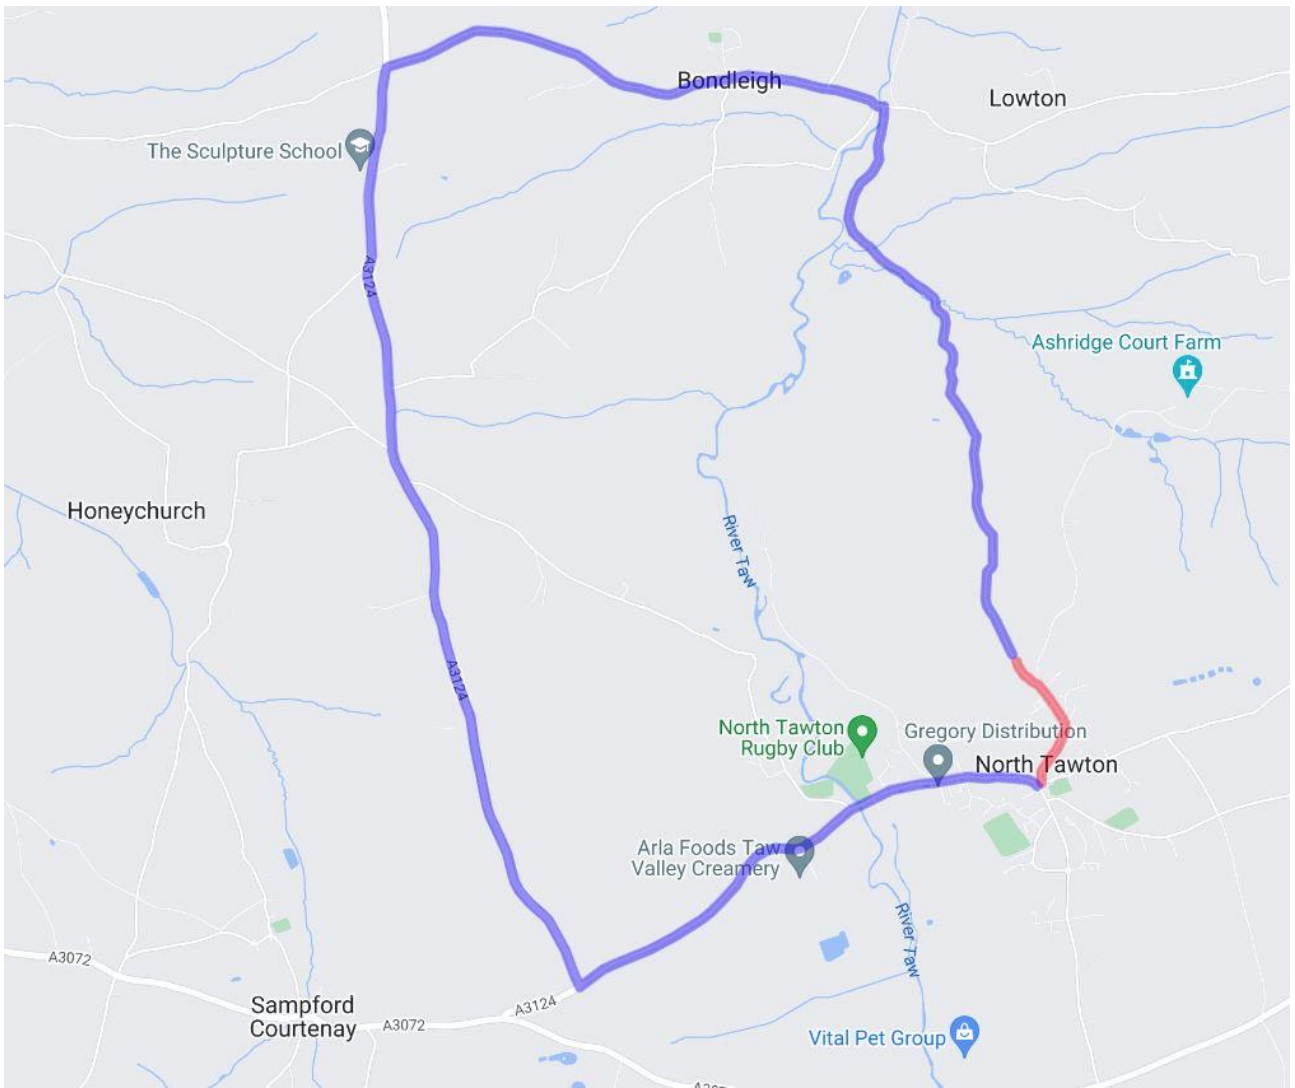 Bondleigh
Lowton
The Sculpture School
A3124
Ashridge Court Farm
Honeychurch
River Taw
A3124
North Tawton
Rugby Club
Gregory Distribution
North Tawton
Arla Foods Taw
Valley Creamery
River Taw
A3072
Sampford
Courtenay
A3124
A3072
Vital Pet Group